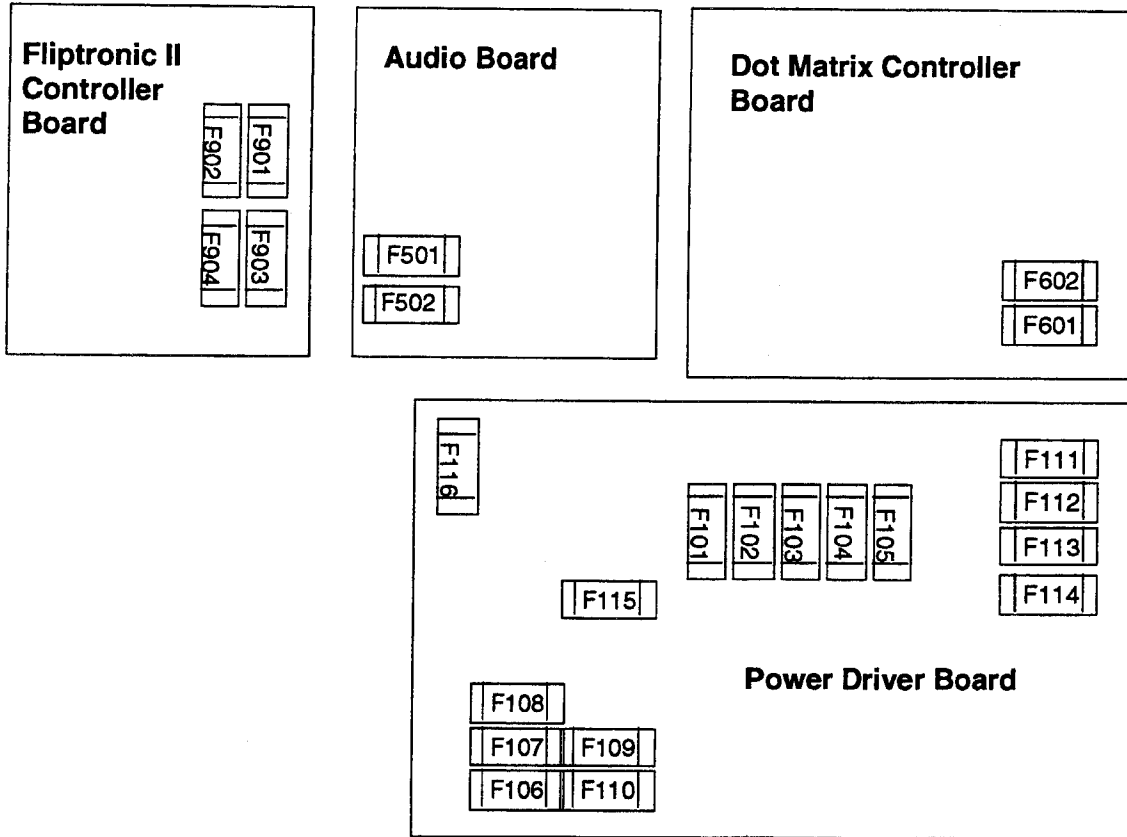 Fliptronic II
Controller
Board
F902
F901
F904
F903
Audio Board
F501
F502
Dot Matrix Controller
Board
F602
F601
F116
F101
F102
F103
F104
F105
F111
F112
F113
F114
F115
Power Driver Board
F108
F107
F109
F106
F110